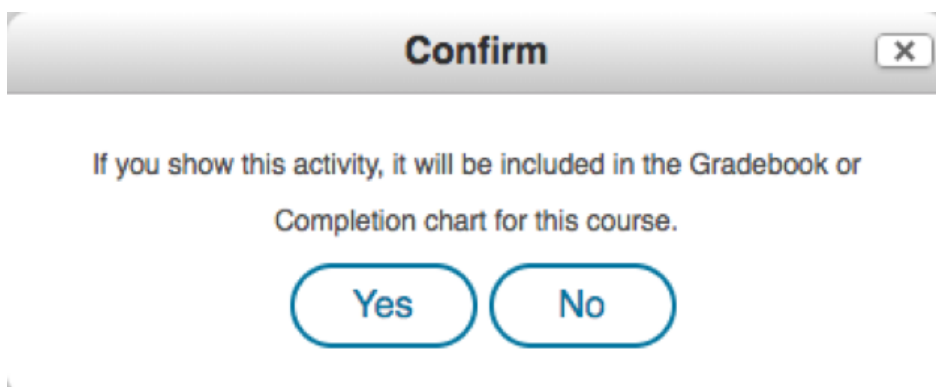 Confirm
If you show this activity, it will be included in the Gradebook or
Completion chart for this course.
Yes No